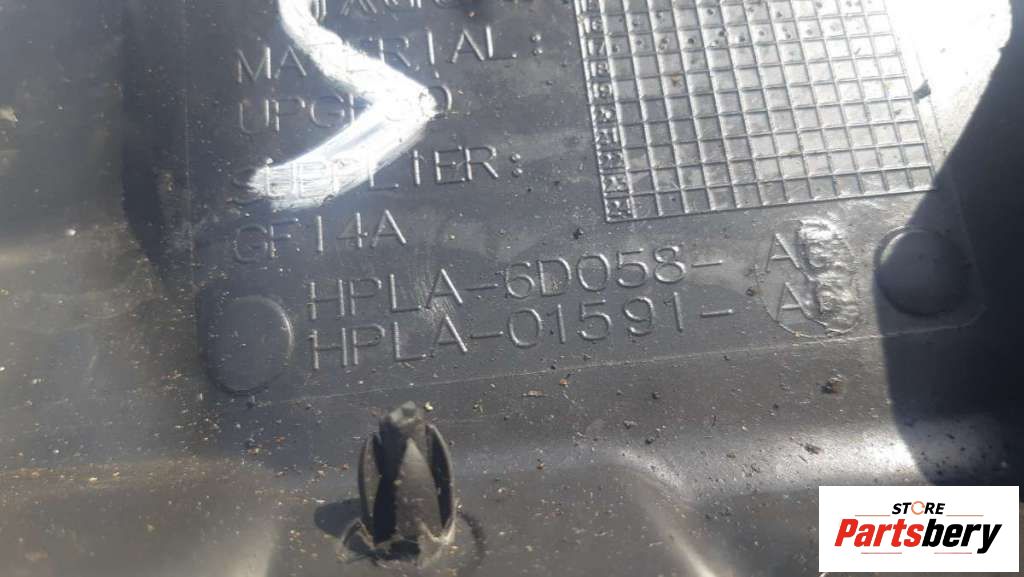 MATERIAL:
SUPPLIER:
GF14A
HPLA-6D058-
HPLA-01591-
STORE
Partsbery